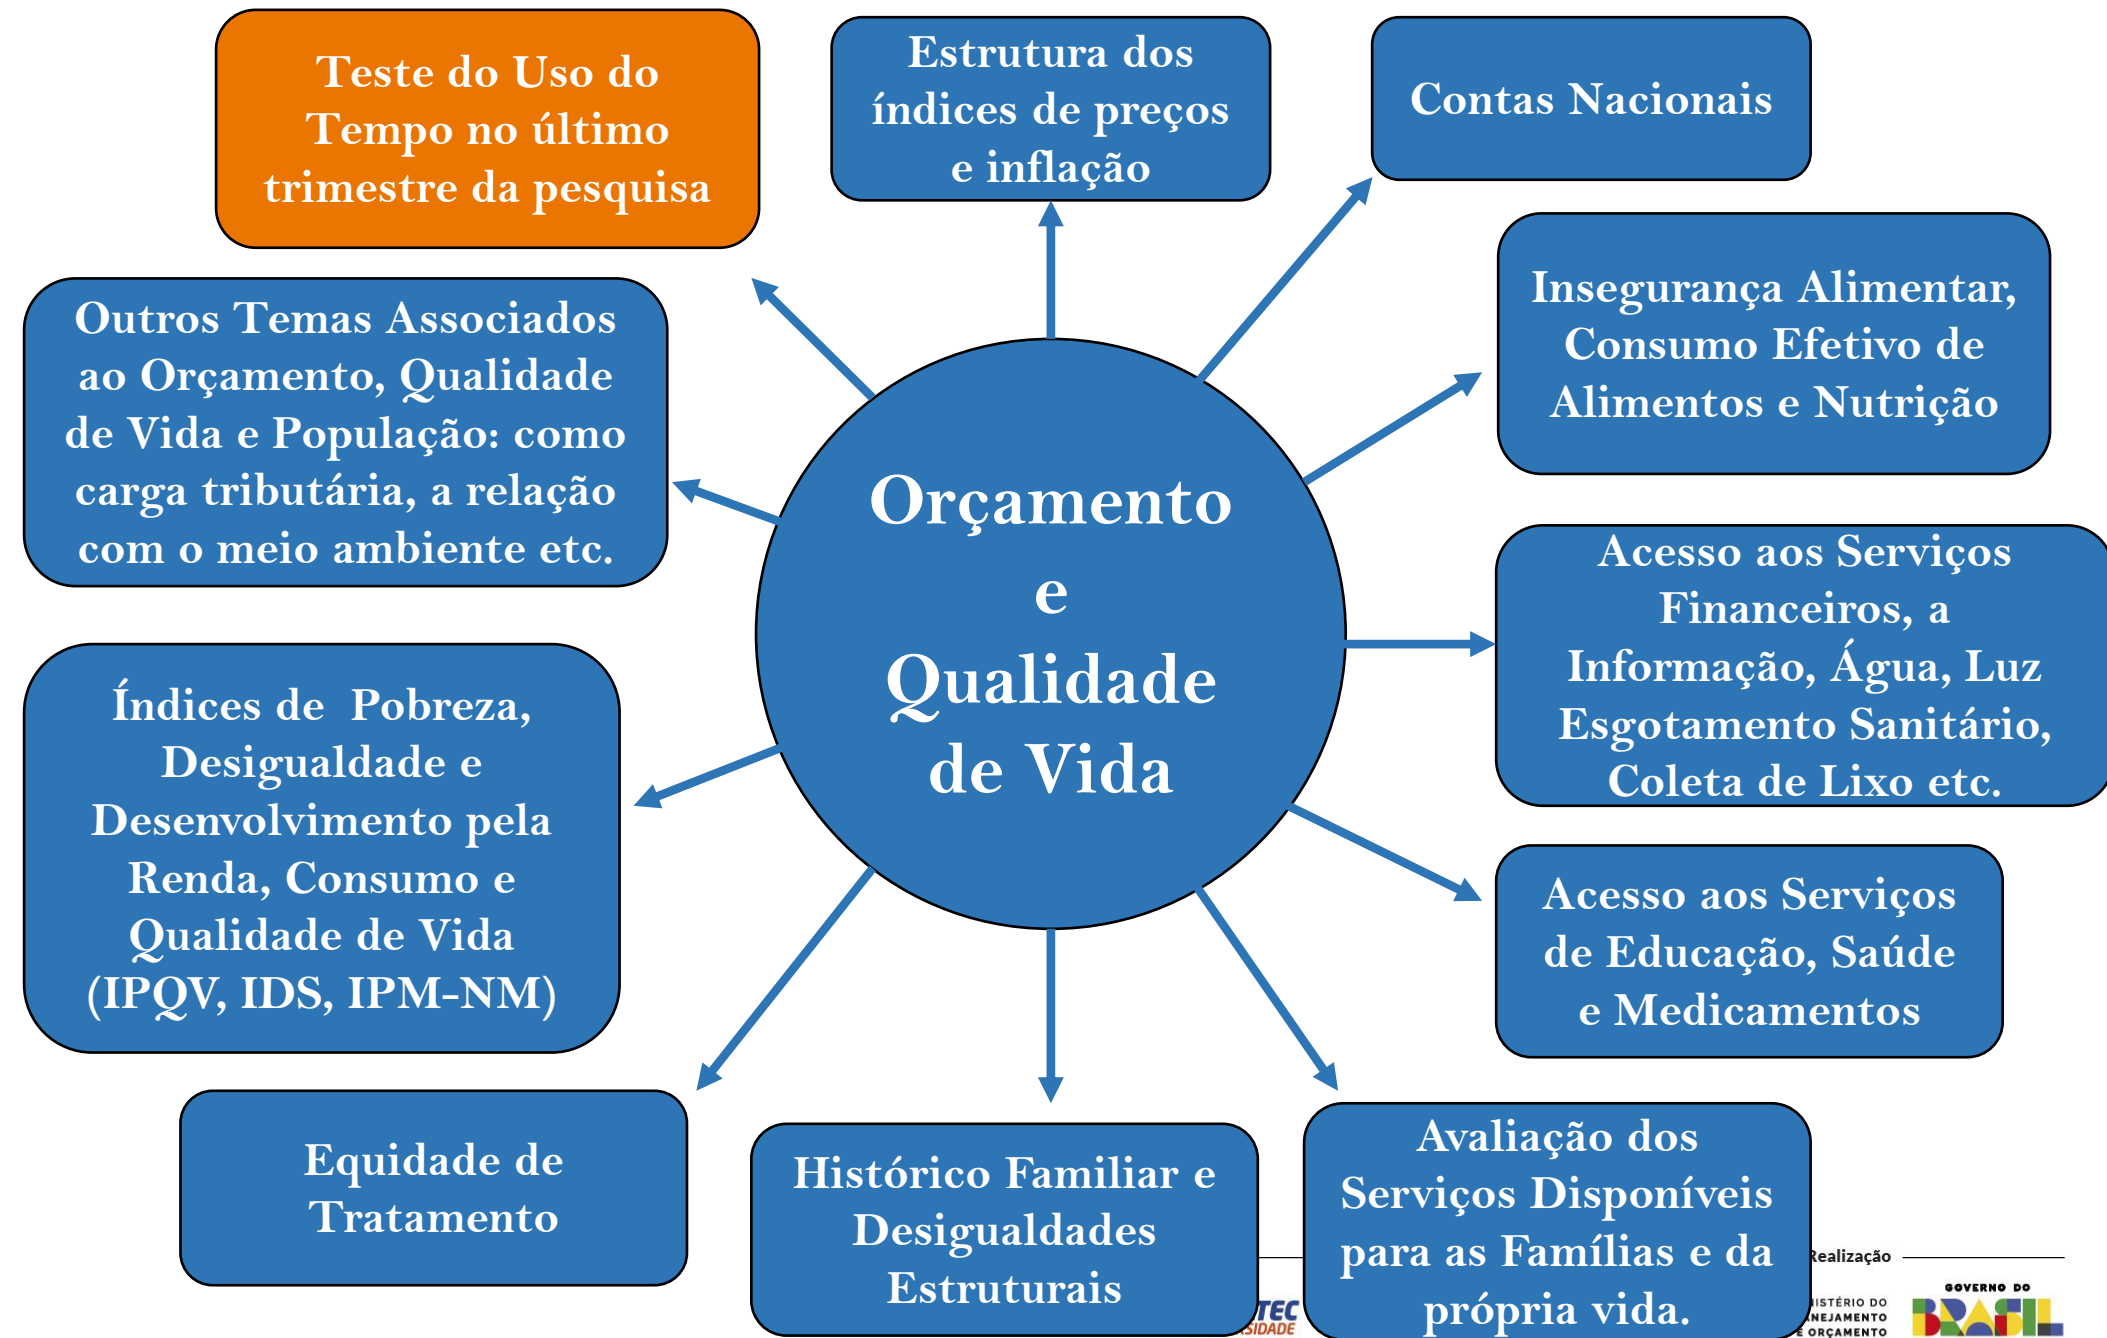 Teste do Uso do
Tempo no último
trimestre da pesquisa
Estrutura dos
índices de preços
e inflação
Contas Nacionais
Insegurança Alimentar,
Consumo Efetivo de
Alimentos e Nutrição
Outros Temas Associados
ao Orçamento, Qualidade
de Vida e População: como
carga tributária, a relação
com o meio ambiente etc.
Orçamento
e
Qualidade
de Vida
Acesso aos Serviços
Financeiros, a
Informação, Água, Luz
Esgotamento Sanitário,
Coleta de Lixo etc.
Índices de  Pobreza,
Desigualdade e
Desenvolvimento pela
Renda, Consumo e
Qualidade de Vida
(IPQV, IDS, IPM-NM)
Acesso aos Serviços
de Educação, Saúde
e Medicamentos
Equidade de
Tratamento
Histórico Familiar e
Desigualdades
Estruturais
Avaliação dos
Serviços Disponíveis
para as Famílias e da
própria vida.
Realização
DO
E ORÇAMENTO
GOVERNO DO
BRASIL